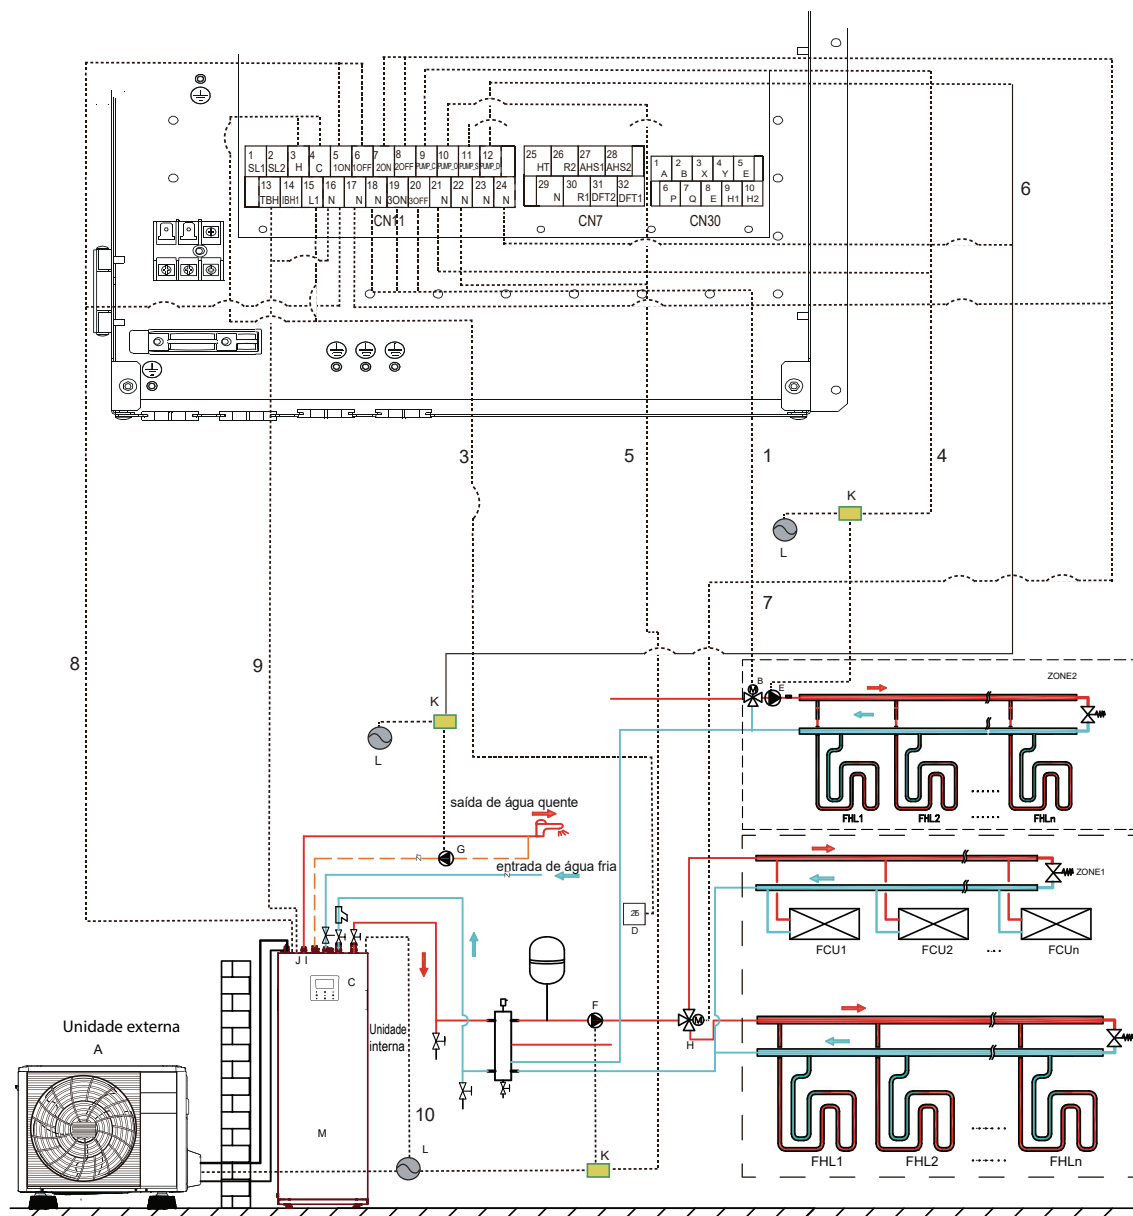 1 2 3 4 5 6 7 8 9 10 11 12
SL1 SL2 H C 1ON 1OFF 2ON 2OFF PUMP_C PUMP_O PUMP_S PUMP_D
13 14 15 16 17 18 19 20 21 22 23 24
TBH IBH1 L1 N N N 3ON 3OFF N N N N
CN11
25 26 27 28
HT R2 AHS1 AHS2
29 30 31 32
N R1 DFT2 DFT1
CN7
1 2 3 4 5
A B X Y E
6 7 8 9 10
P Q E H1 H2
CN30
6
3
5
1
4
K
L
7
8
9
B
E
ZONE2
K
L
FHL1 FHL2 ...... FHLn
saída de água quente
G
entrada de água fria
ZONE1
D
FCU1 FCU2 ... FCUn
J I
C
F
H
Unidade interna
Unidade externa
A
10
M
L
K
FHL1 FHL2 ...... FHLn